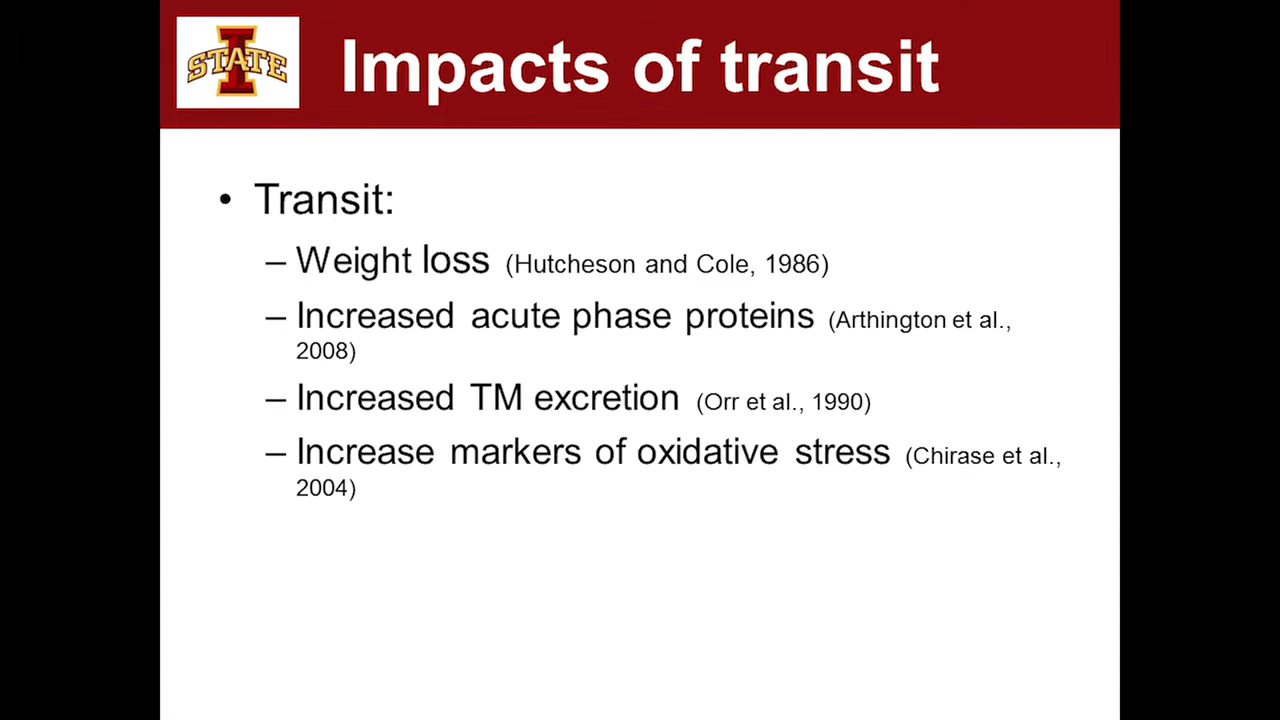 STATE
Impacts of transit
• Transit:
– Weight loss (Hutcheson and Cole, 1986)
– Increased acute phase proteins (Arthington et al.,
2008)
– Increased TM excretion (Orr et al., 1990)
– Increase markers of oxidative stress (Chirase et al.,
2004)